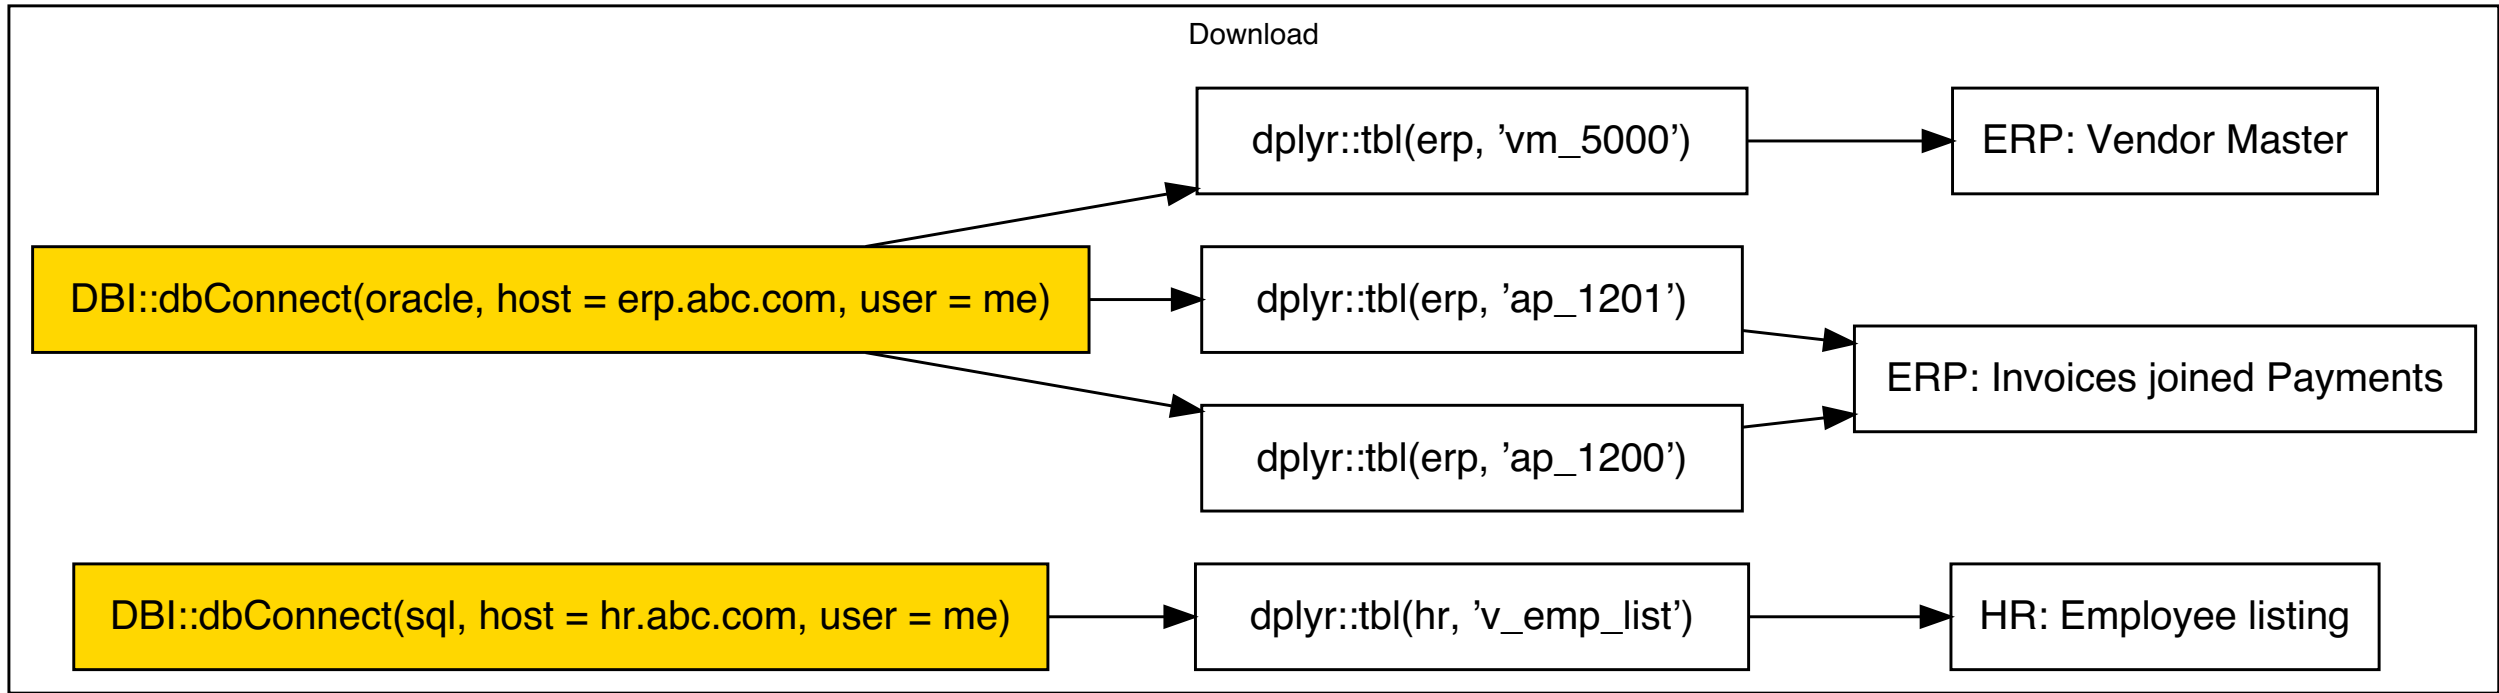 Download
dplyr::tbl(erp, ’vm_5000’)
ERP: Vendor Master
DBI::dbConnect(oracle, host = erp.abc.com, user = me)
dplyr::tbl(erp, ’ap_1201’)
ERP: Invoices joined Payments
dplyr::tbl(erp, ’ap_1200’)
DBI::dbConnect(sql, host = hr.abc.com, user = me)
dplyr::tbl(hr, ’v_emp_list’)
HR: Employee listing